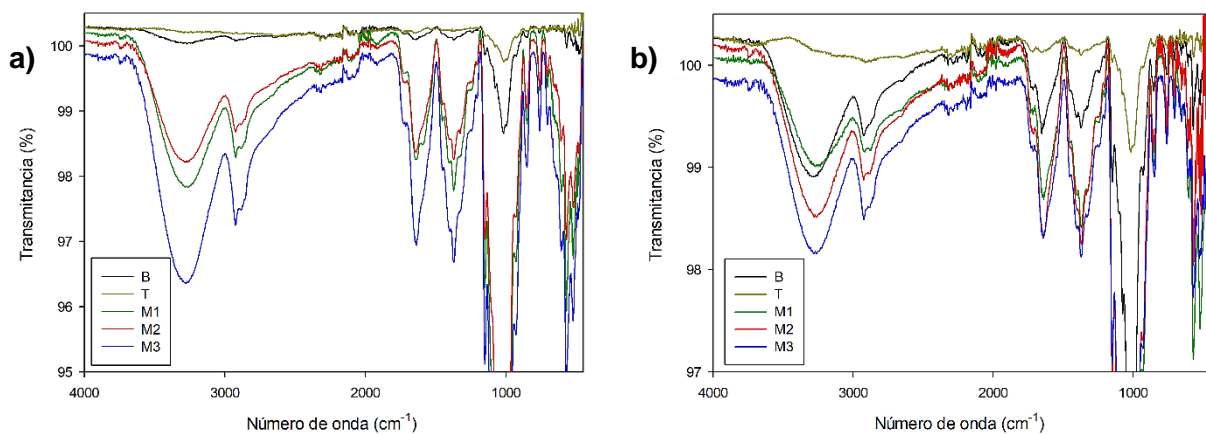 a)
Transmitancia (%)
100
99
98
97
96
95
B
T
M1
M2
M3
4000
3000
2000
1000
Número de onda (cm⁻¹)
b)
Transmitancia (%)
100
99
98
97
B
T
M1
M2
M3
4000
3000
2000
1000
Número de onda (cm⁻¹)